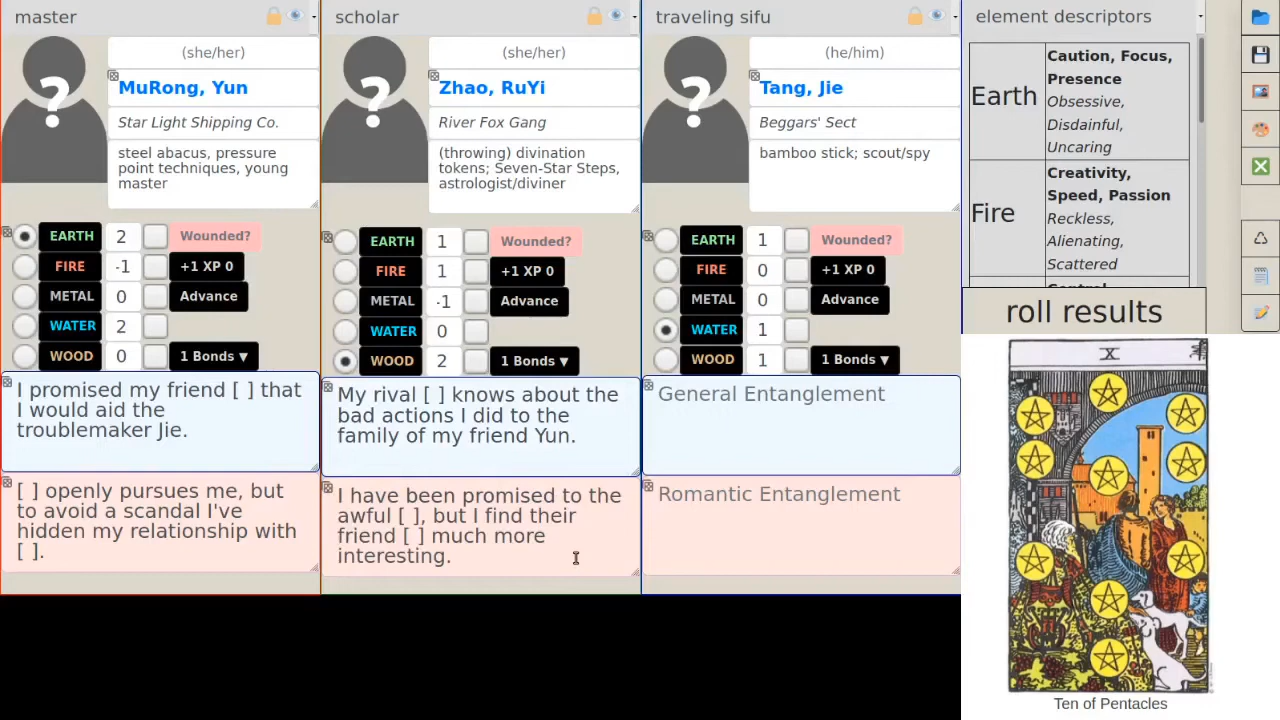 master
(she/her)
MuRong, Yun
Star Light Shipping Co.
steel abacus, pressure
point techniques, young
master
EARTH 2 Wounded?
FIRE -1 +1 XP 0
METAL 0 Advance
WATER 2
WOOD 0 1 Bonds ▼
I promised my friend [ ] that
I would aid the
troublemaker Jie.
[ ] openly pursues me, but
to avoid a scandal I've
hidden my relationship with
[ ].
scholar
(she/her)
Zhao, RuYi
River Fox Gang
(throwing) divination
tokens; Seven-Star Steps,
astrologist/diviner
EARTH 1 Wounded?
FIRE 1 +1 XP 0
METAL -1 Advance
WATER 0
WOOD 2 1 Bonds ▼
My rival [ ] knows about the
bad actions I did to the
family of my friend Yun.
I have been promised to the
awful [ ], but I find their
friend [ ] much more
interesting.
traveling sifu
(he/him)
Tang, Jie
Beggars' Sect
bamboo stick; scout/spy
EARTH 1 Wounded?
FIRE 0 +1 XP 0
METAL 0 Advance
WATER 1
WOOD 1 1 Bonds ▼
General Entanglement
Romantic Entanglement
element descriptors
Earth
Caution, Focus,
Presence
Obsessive,
Disdainful,
Uncaring
Fire
Creativity,
Speed, Passion
Reckless,
Alienating,
Scattered
roll results
X
Ten of Pentacles